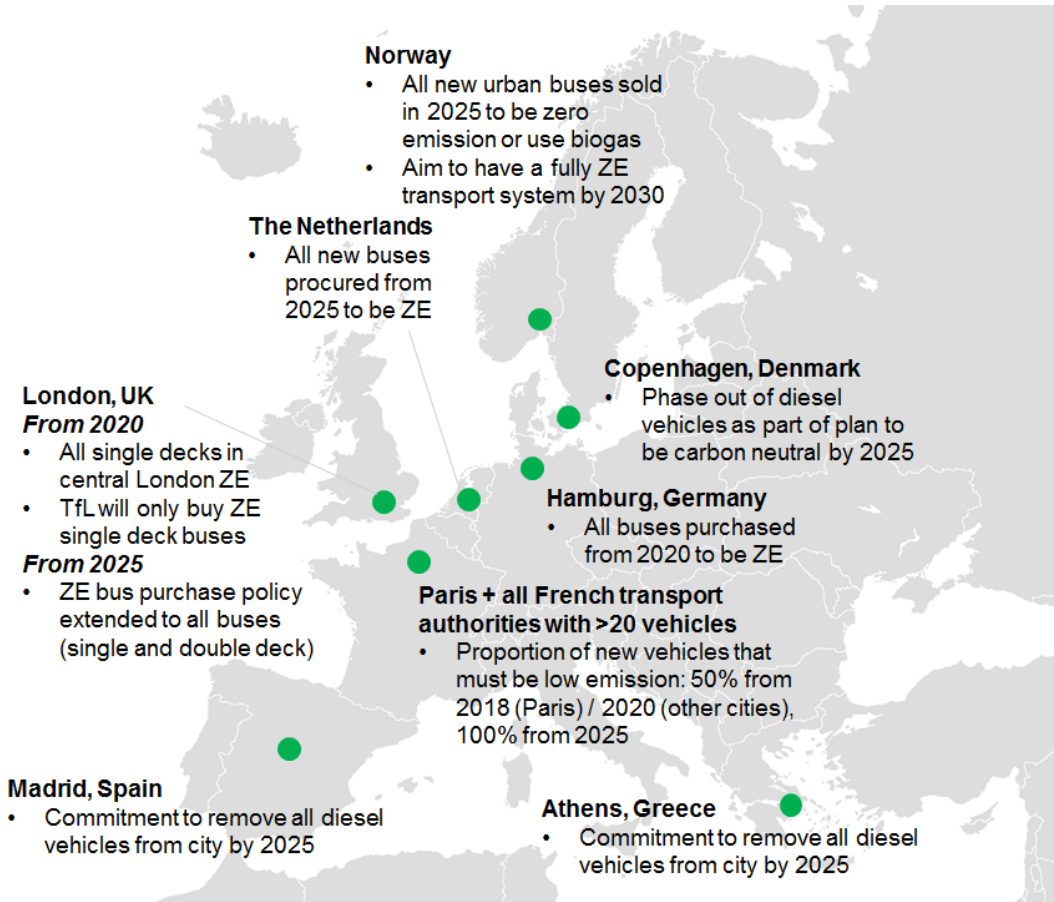 Norway
• All new urban buses sold
in 2025 to be zero
emission or use biogas
• Aim to have a fully ZE
transport system by 2030
The Netherlands
• All new buses
procured from
2025 to be ZE
Copenhagen, Denmark
• Phase out of diesel
vehicles as part of plan to
be carbon neutral by 2025
London, UK
From 2020
• All single decks in
central London ZE
• TfL will only buy ZE
single deck buses
From 2025
• ZE bus purchase policy
extended to all buses
(single and double deck)
Hamburg, Germany
• All buses purchased
from 2020 to be ZE
Paris + all French transport
authorities with >20 vehicles
• Proportion of new vehicles that
must be low emission: 50% from
2018 (Paris) / 2020 (other cities),
100% from 2025
Madrid, Spain
• Commitment to remove all diesel
vehicles from city by 2025
Athens, Greece
• Commitment to remove all diesel
vehicles from city by 2025